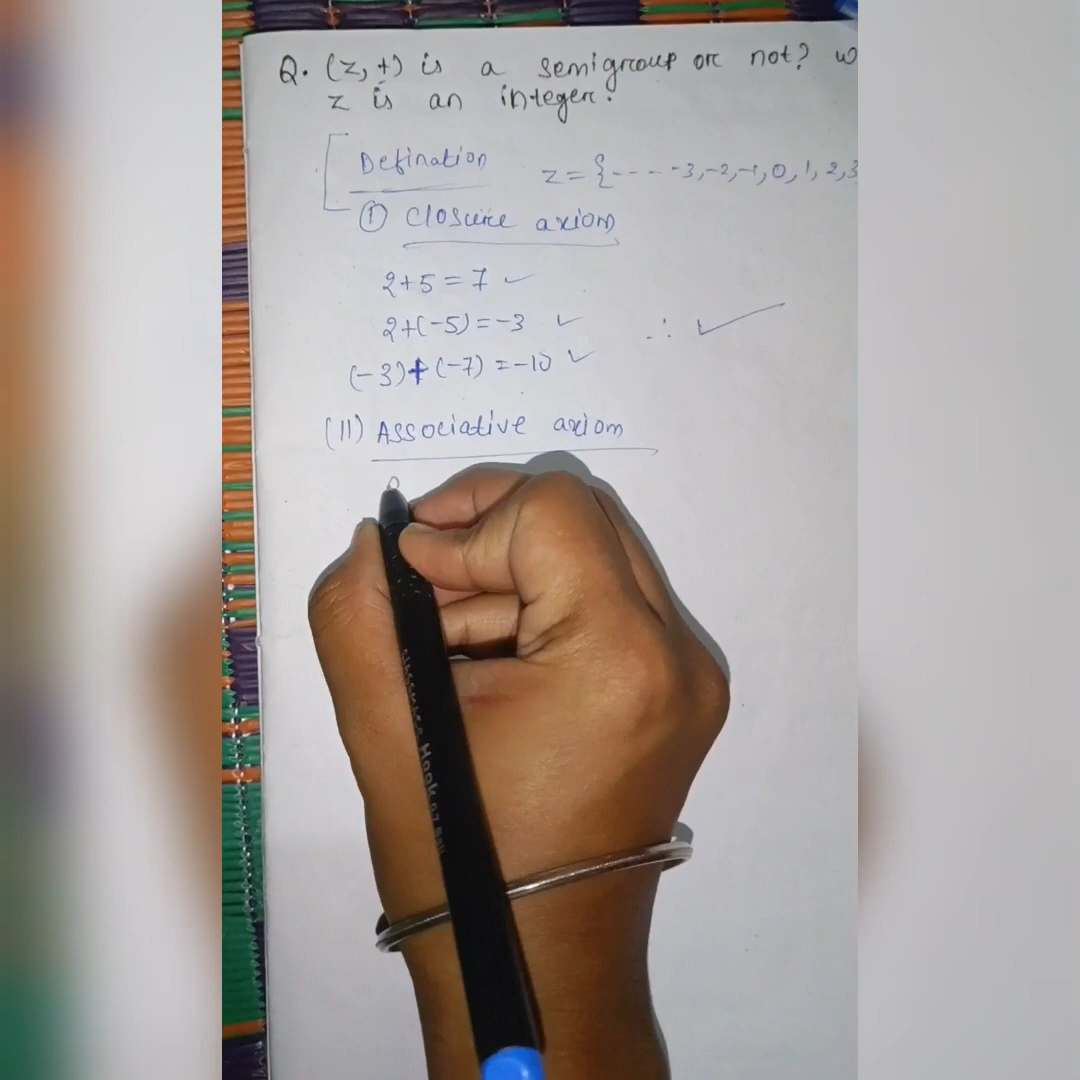 Q. (z, +) is a semigroup or not? w
z is an integer.
Defination z = {- - - - -3, -2, -1, 0, 1, 2, 3
① Closure axiom
2+5 = 7 ✓
2+(-5) = -3 ✓ ∴ ✓
(-3)+(-7) = -10 ✓
(II) Associative axiom